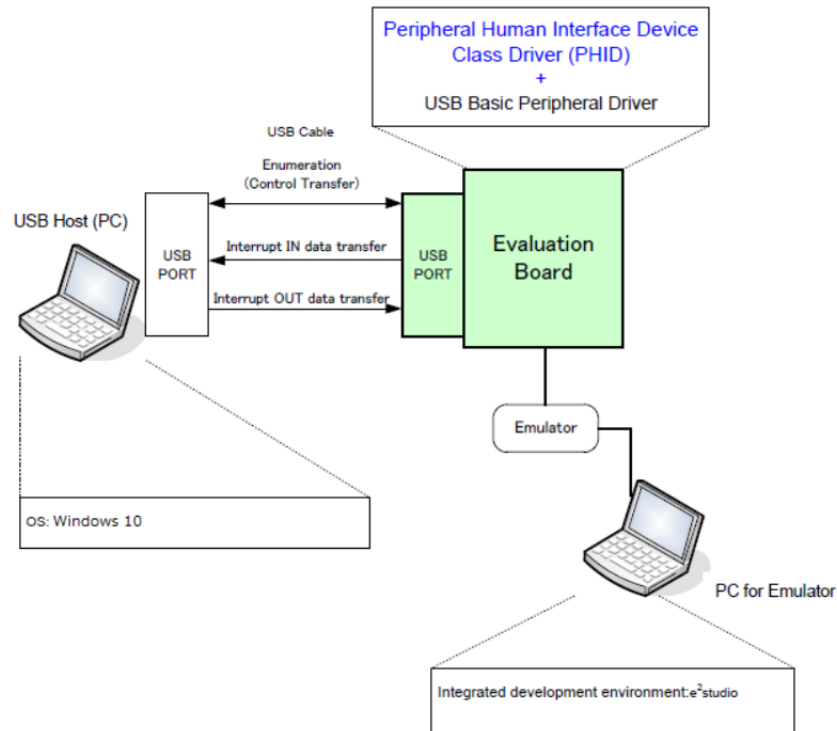 Peripheral Human Interface Device
Class Driver (PHID)
+
USB Basic Peripheral Driver
USB Cable
Enumeration
(Control Transfer)
USB Host (PC)
USB
PORT
Interrupt IN data transfer
Interrupt OUT data transfer
USB
PORT
Evaluation
Board
Emulator
OS: Windows 10
PC for Emulator
Integrated development environment:e²studio